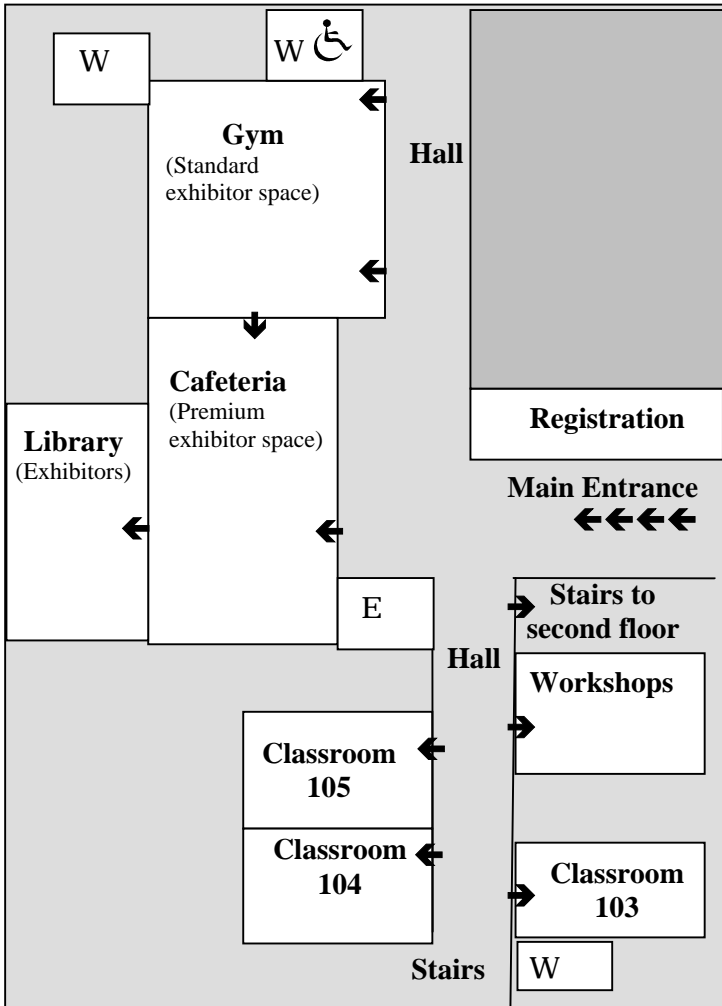 W
W
Gym
(Standard
exhibitor space)
Hall
Cafeteria
(Premium
exhibitor space)
Registration
Library
(Exhibitors)
Main Entrance
E
Stairs to
second floor
Hall
Workshops
Classroom
105
Classroom
104
Classroom
103
Stairs
W